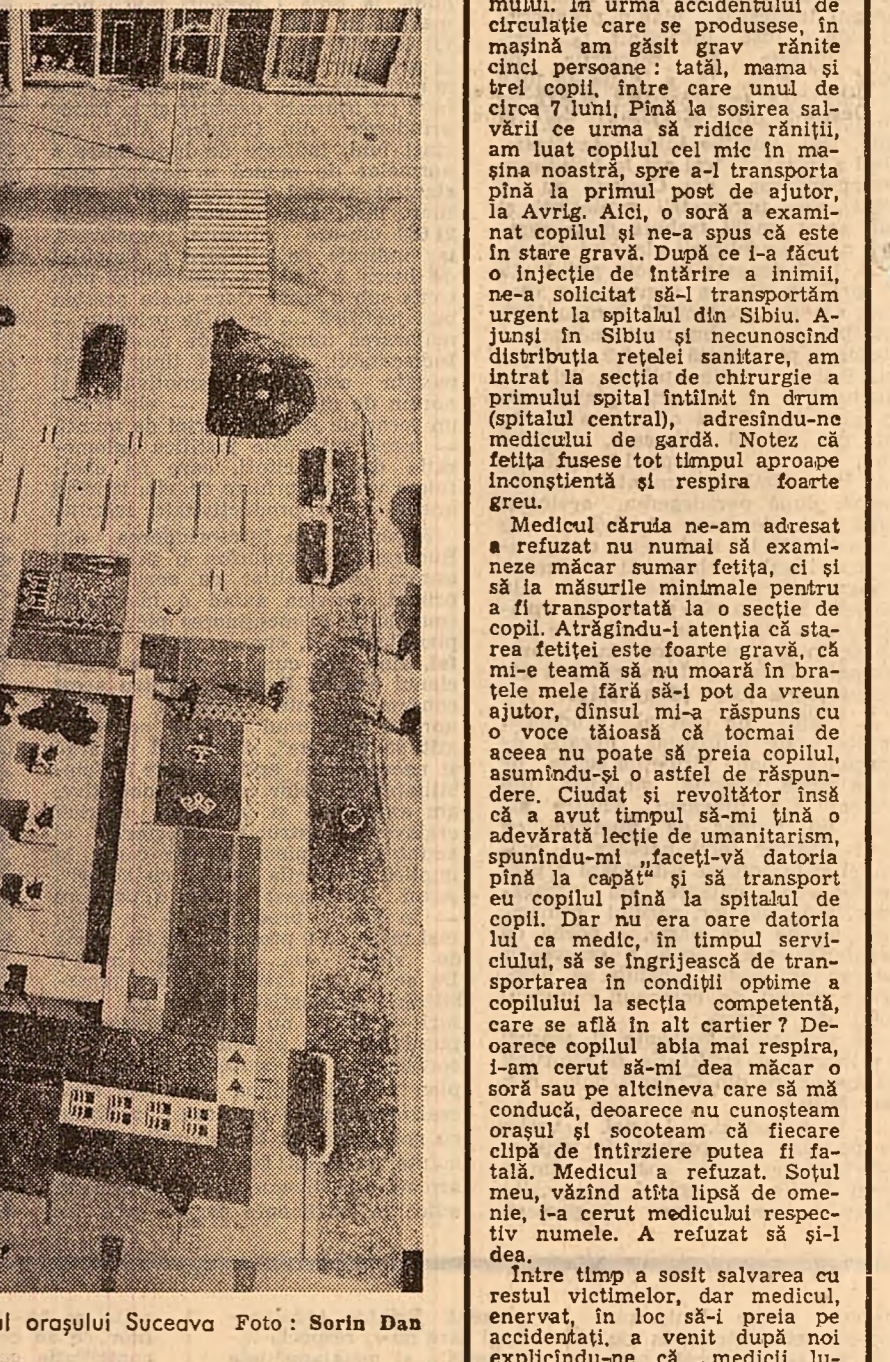 mului. În urma accidentului de
circulație care se produsese, în
mașină am găsit grav rănite
cinci persoane : tatăl, mama și
trei copii, între care unul de
circa 7 luni. Pînă la sosirea sal-
vării ce urma să ridice răniții,
am luat copilul cel mic în ma-
șina noastră, spre a-l transporta
pînă la primul post de ajutor,
la Avrig. Aici, o soră a exami-
nat copilul și ne-a spus că este
în stare gravă. După ce i-a făcut
o injecție de întărire a inimii,
ne-a solicitat să-l transportăm
urgent la spitalul din Sibiu. A-
junși în Sibiu și necunoscînd
distribuția rețelei sanitare, am
intrat la secția de chirurgie a
primului spital întîlnit în drum
(spitalul central), adresîndu-ne
medicului de gardă. Notez că
fetița fusese tot timpul aproape
inconștientă și respira foarte
greu.
Medicul căruia ne-am adresat
a refuzat nu numai să exami-
neze măcar sumar fetița, ci și
să ia măsurile minimale pentru
a fi transportată la o secție de
copii. Atrăgîndu-i atenția că sta-
rea fetiței este foarte gravă, că
mi-e teamă să nu moară în bra-
țele mele fără să-i pot da vreun
ajutor, dînsul mi-a răspuns cu
o voce tăioasă că tocmai de
aceea nu poate să preia copilul,
asumîndu-și o astfel de răspun-
dere. Ciudat și revoltător însă
că a avut timpul să-mi țină o
adevărată lecție de umanitarism,
spunîndu-mi „faceți-vă datoria
pînă la capăt“ și să transport
eu copilul pînă la spitalul de
copii. Dar nu era oare datoria
lui ca medic, în timpul servi-
ciului, să se îngrijească de tran-
sportarea în condiții optime a
copilului la secția competentă,
care se află în alt cartier ? De-
oarece copilul abia mai respira,
i-am cerut să-mi dea măcar o
soră sau pe altcineva care să mă
conducă, deoarece nu cunoșteam
orașul și socoteam că fiecare
clipă de întîrziere putea fi fa-
tală. Medicul a refuzat. Soțul
meu, văzînd atîta lipsă de ome-
nie, i-a cerut medicului respec-
tiv numele. A refuzat să și-l
dea.
Între timp a sosit salvarea cu
restul victimelor, dar medicul,
enervat, în loc să-i preia pe
accidentați, a venit după noi
explicîndu-ne că medicii lu-
orașului Suceava Foto : Sorin Dan